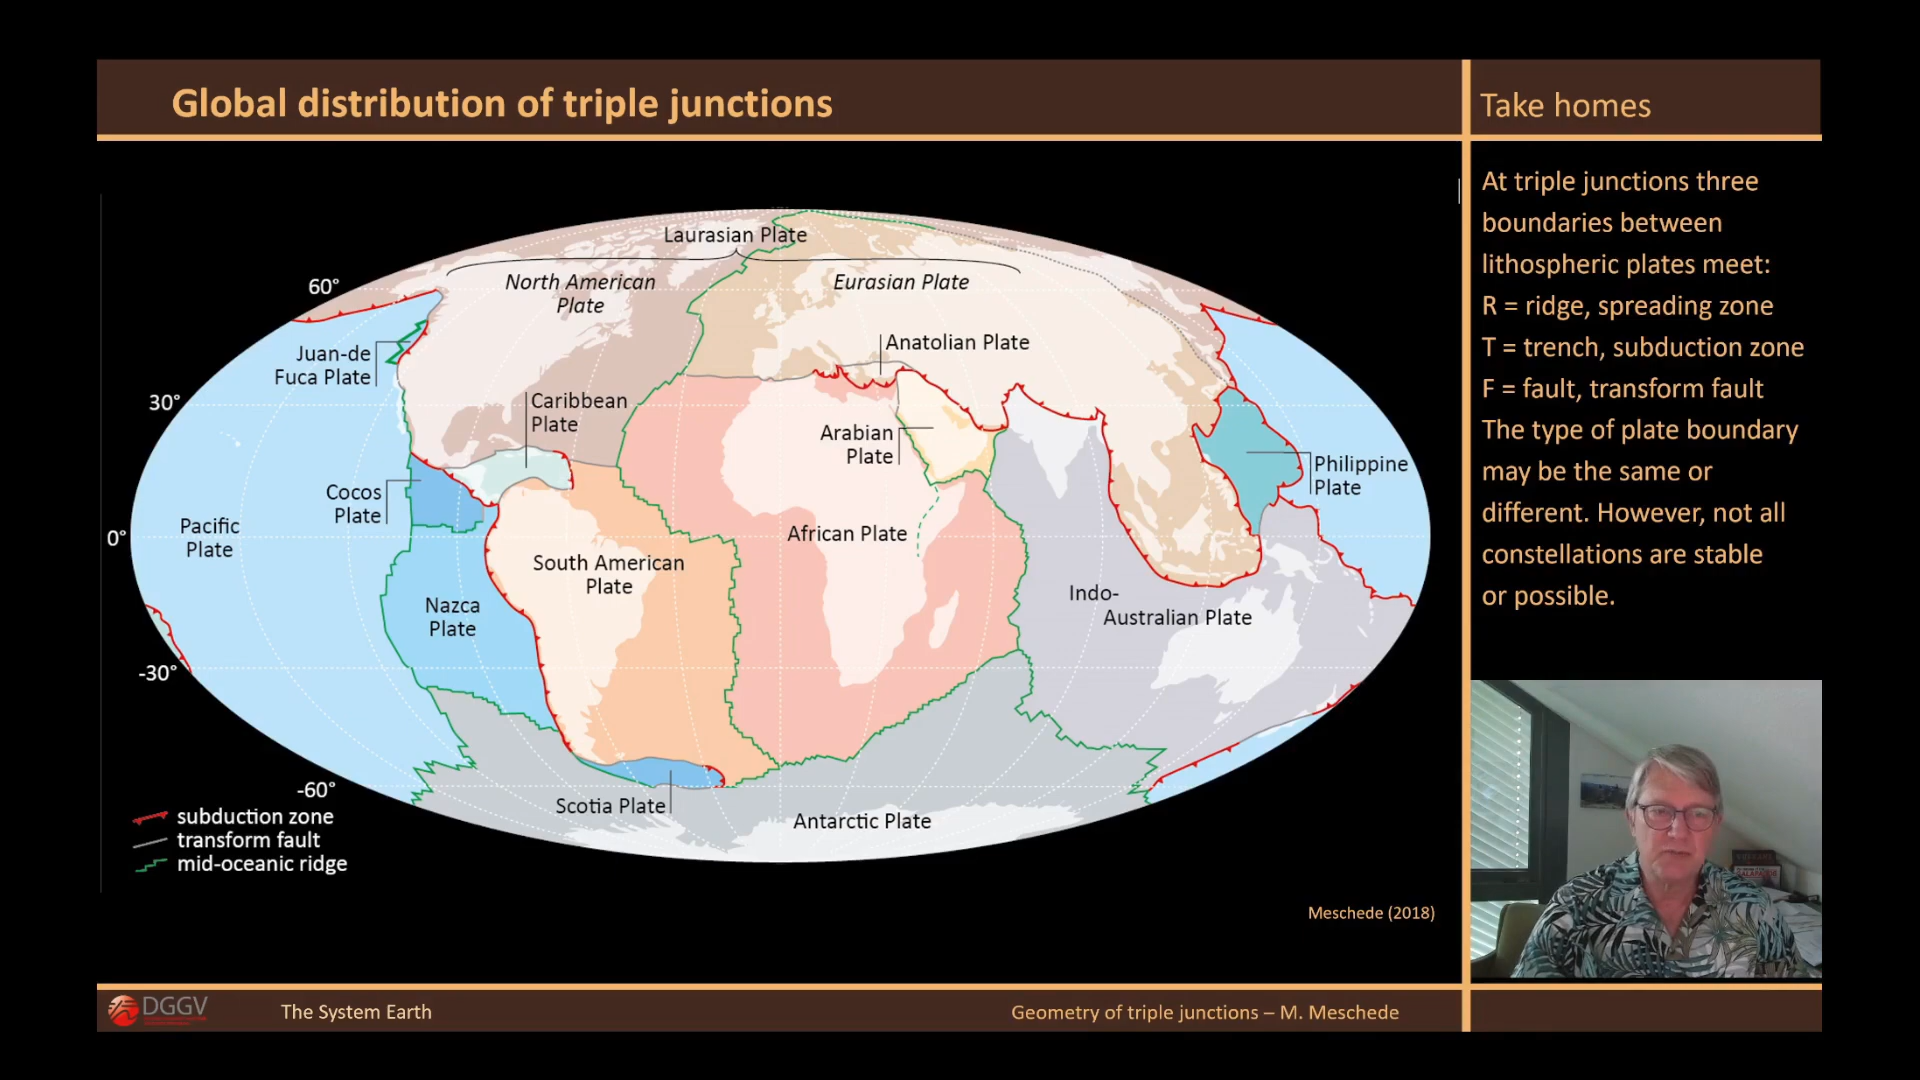 Global distribution of triple junctions
Take homes
At triple junctions three
boundaries between
lithospheric plates meet:
R = ridge, spreading zone
T = trench, subduction zone
F = fault, transform fault
The type of plate boundary
may be the same or
different. However, not all
constellations are stable
or possible.
Laurasian Plate
North American
Plate
Eurasian Plate
60°
Anatolian Plate
Juan-de
Fuca Plate
30°
Caribbean
Plate
Arabian
Plate
Philippine
Plate
Cocos
Plate
Pacific
Plate
0°
African Plate
South American
Plate
Nazca
Plate
Indo-
Australian Plate
-30°
-60°
Scotia Plate
Antarctic Plate
subduction zone
transform fault
mid-oceanic ridge
Meschede (2018)
DGGV
The System Earth
Geometry of triple junctions – M. Meschede